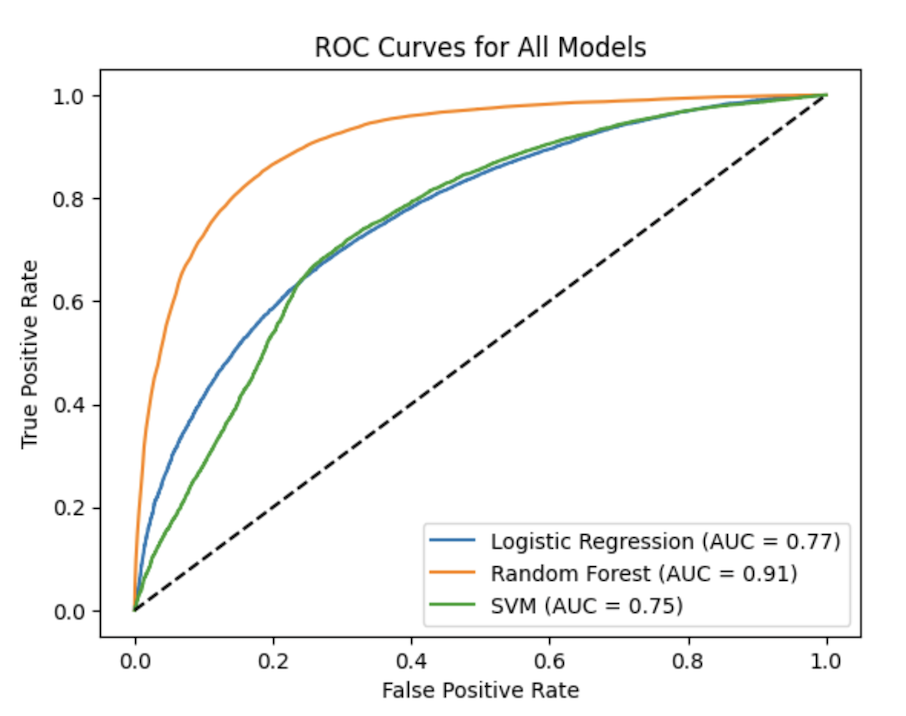 ROC Curves for All Models
True Positive Rate
1.0
0.8
0.6
0.4
0.2
0.0
Logistic Regression (AUC = 0.77)
Random Forest (AUC = 0.91)
SVM (AUC = 0.75)
0.0 0.2 0.4 0.6 0.8 1.0
False Positive Rate